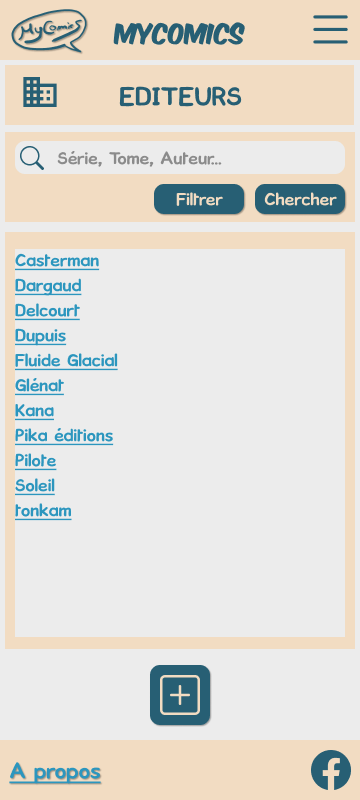 MyComics
MYCOMICS
EDITEURS
Série, Tome, Auteur...
Filtrer
Chercher
Casterman
Dargaud
Delcourt
Dupuis
Fluide Glacial
Glénat
Kana
Pika éditions
Pilote
Soleil
tonkam
A propos